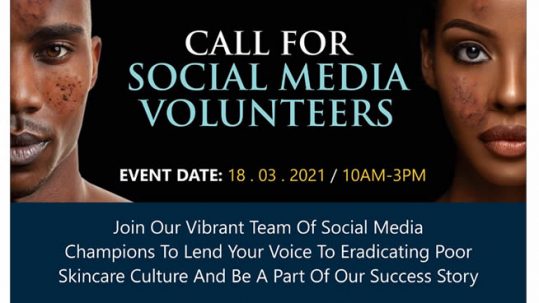 CALL FOR
SOCIAL MEDIA
VOLUNTEERS
EVENT DATE: 18 . 03 . 2021 / 10AM-3PM
Join Our Vibrant Team Of Social Media
Champions To Lend Your Voice To Eradicating Poor
Skincare Culture And Be A Part Of Our Success Story